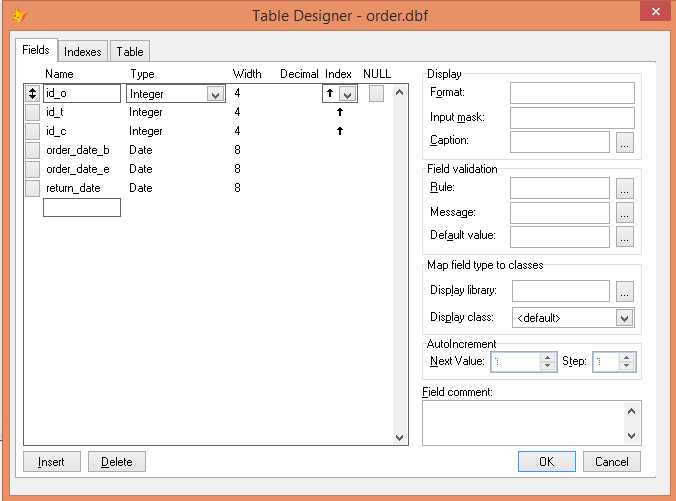 Table Designer - order.dbf
Fields Indexes Table
Name Type Width Decimal Index NULL
id_o Integer 4
id_t Integer 4
id_c Integer 4
order_date_b Date 8
order_date_e Date 8
return_date Date 8
Display
Format:
Input mask:
Caption: ...
Field validation
Rule: ...
Message: ...
Default value: ...
Map field type to classes
Display library: ...
Display class: <default>
AutoIncrement
Next Value: 1 Step: 1
Field comment:
Insert Delete OK Cancel